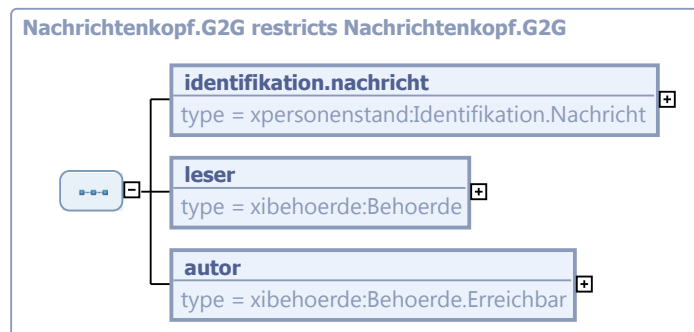 Nachrichtenkopf.G2G restricts Nachrichtenkopf.G2G
identifikation.nachricht
type = xpersonenstand:Identifikation.Nachricht
leser
type = xibehoerde:Behoerde
autor
type = xibehoerde:Behoerde.Erreichbar